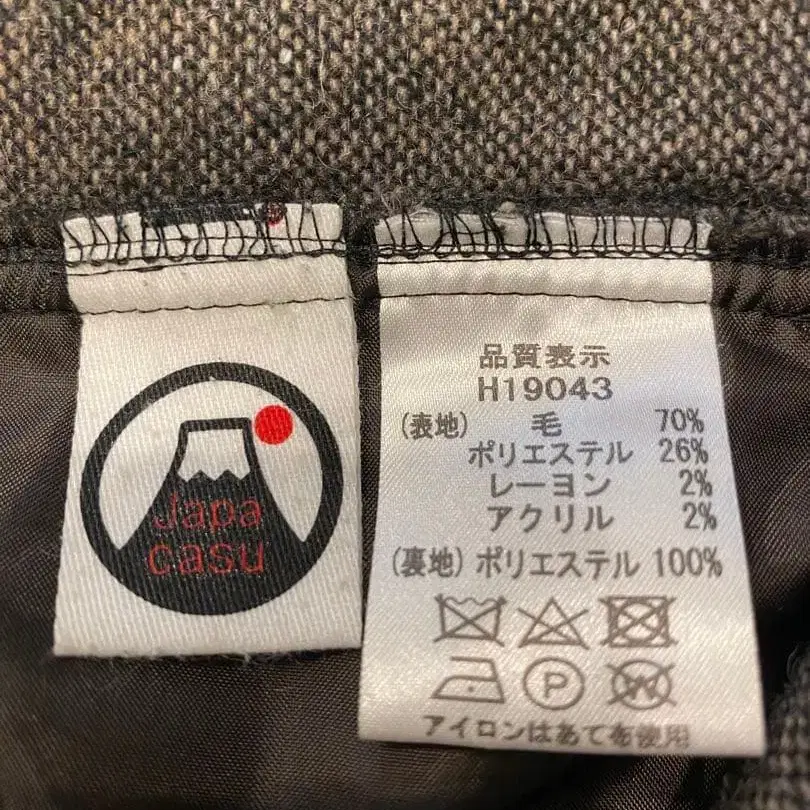 Japa
casu
品質表示
H19043
(表地) 毛 70%
ポリエステル 26%
レーヨン 2%
アクリル 2%
(裏地) ポリエステル 100%
P W
アイロンはあて布使用